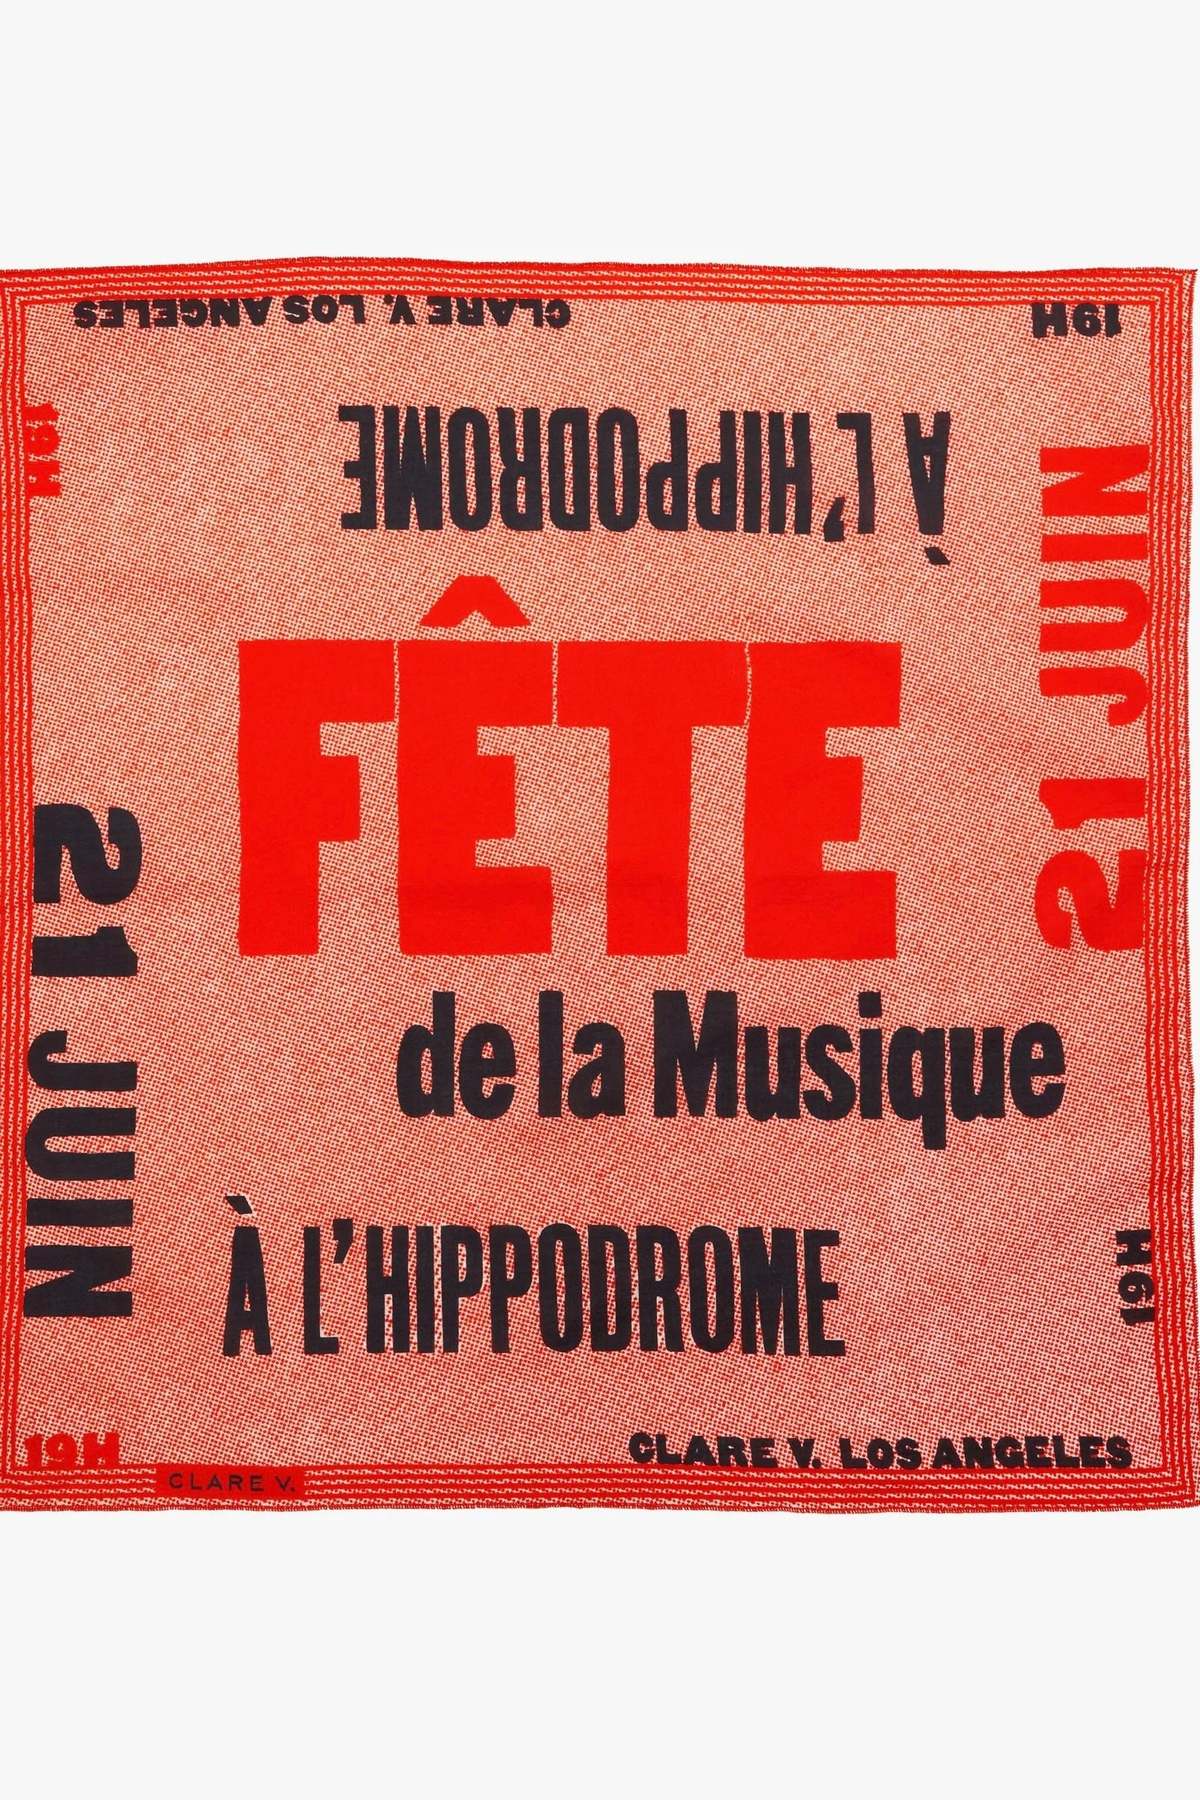 CLARE V. LOS ANGELES
19H
19H
À L'HIPPODROME
21 JUIN
FÊTE
21 JUIN
de la Musique
À L'HIPPODROME
19H
19H
CLARE V. LOS ANGELES
CLARE V.